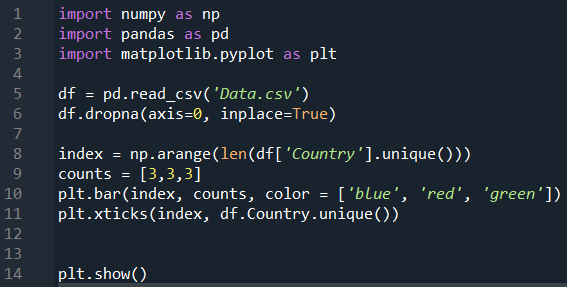 1 import numpy as np
2 import pandas as pd
3 import matplotlib.pyplot as plt
4
5 df = pd.read_csv('Data.csv')
6 df.dropna(axis=0, inplace=True)
7
8 index = np.arange(len(df['Country'].unique()))
9 counts = [3,3,3]
10 plt.bar(index, counts, color = ['blue', 'red', 'green'])
11 plt.xticks(index, df.Country.unique())
12
13
14 plt.show()